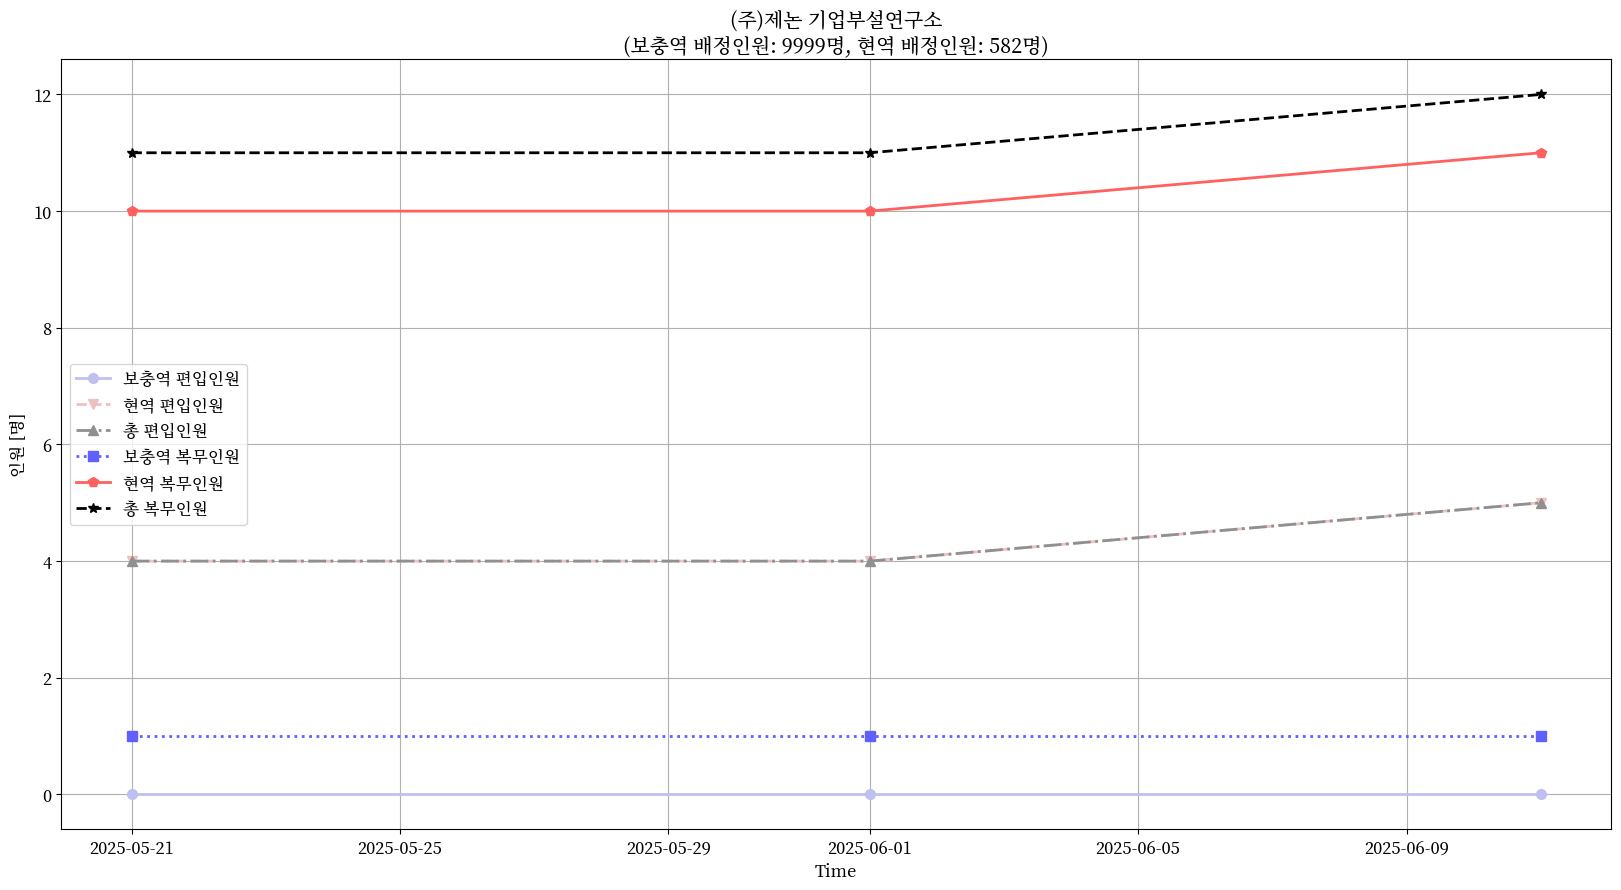 (주)제논 기업부설연구소
(보충역 배정인원: 9999명, 현역 배정인원: 582명)
12
10
8
6
4
2
0
인원 [명]
보충역 편입인원
현역 편입인원
총 편입인원
보충역 복무인원
현역 복무인원
총 복무인원
2025-05-21
2025-05-25
2025-05-29
2025-06-01
2025-06-05
2025-06-09
Time